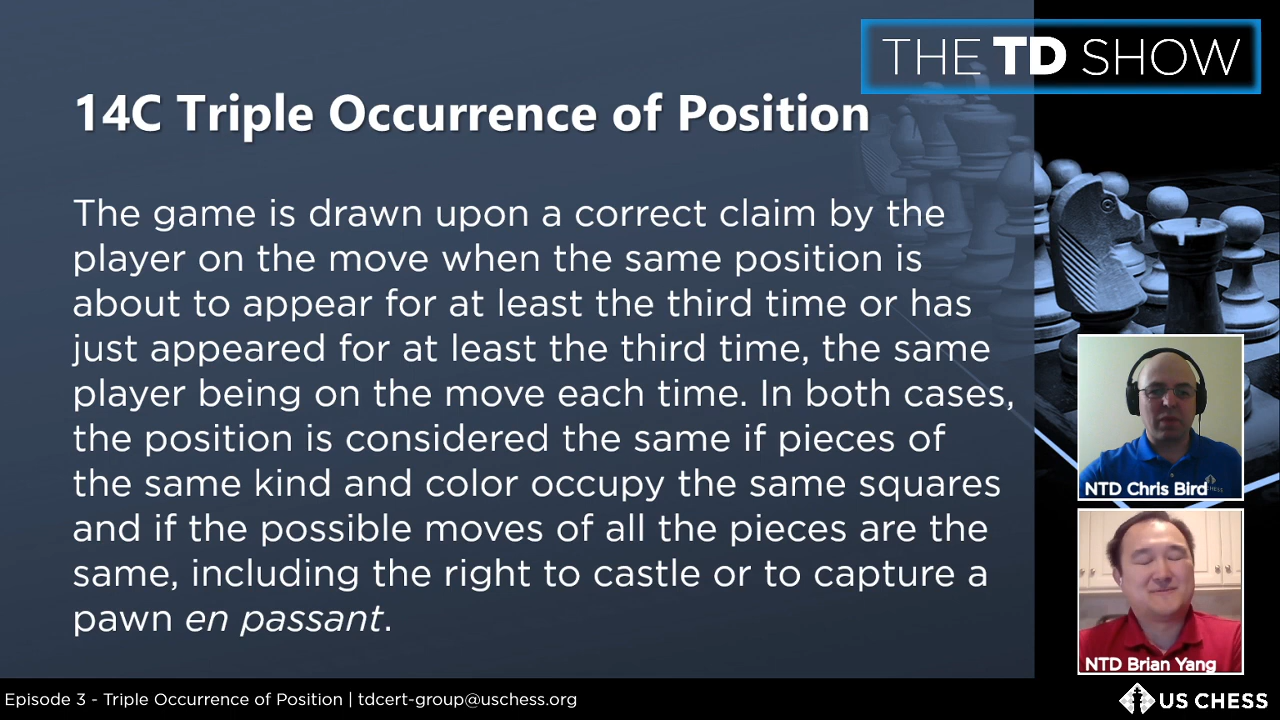 THE TD SHOW
14C Triple Occurrence of Position
The game is drawn upon a correct claim by the
player on the move when the same position is
about to appear for at least the third time or has
just appeared for at least the third time, the same
player being on the move each time. In both cases,
the position is considered the same if pieces of
the same kind and color occupy the same squares
and if the possible moves of all the pieces are the
same, including the right to castle or to capture a
pawn en passant.
NTD Chris Bird
NTD Brian Yang
Episode 3 - Triple Occurrence of Position | tdcert-group@uschess.org
US CHESS